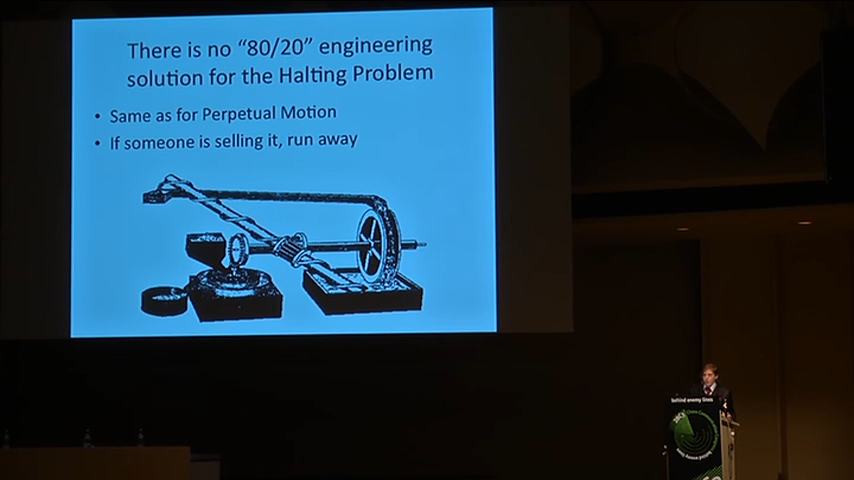 There is no “80/20” engineering
solution for the Halting Problem
• Same as for Perpetual Motion
• If someone is selling it, run away
behind enemy lines
28C3